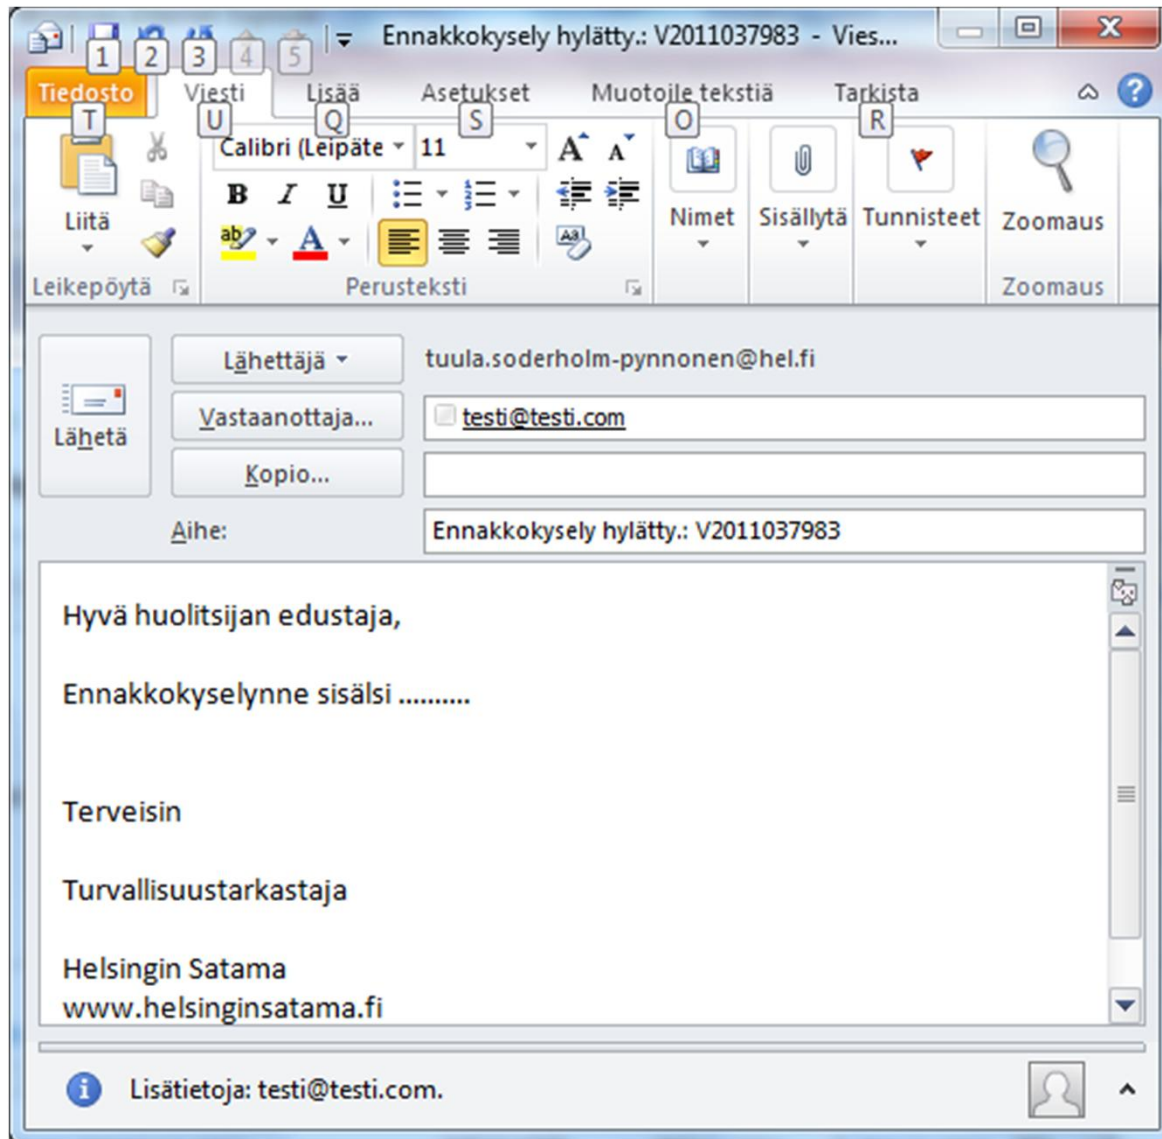 Ennakkokysely hylätty.: V2011037983 - Vies...
1 2 3 4 5
Tiedosto Viesti Lisää Asetukset Muotoile tekstiä Tarkista
T U Q S O R
Calibri (Leipäte 11
Liitä
Nimet Sisällytä Tunnisteet Zoomaus
Leikepöytä Perusteksti Zoomaus
Lähetä
Lähettäjä tuula.soderholm-pynnonen@hel.fi
Vastaanottaja... testi@testi.com
Kopio...
Aihe: Ennakkokysely hylätty.: V2011037983
Hyvä huolitsijan edustaja,
Ennakkokyselynne sisälsi ..........
Terveisin
Turvallisuustarkastaja
Helsingin Satama
www.helsinginsatama.fi
Lisätietoja: testi@testi.com.